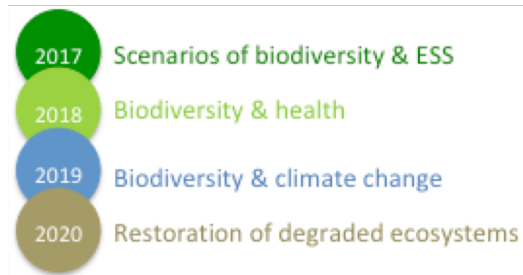 2017 Scenarios of biodiversity & ESS
2018 Biodiversity & health
2019 Biodiversity & climate change
2020 Restoration of degraded ecosystems